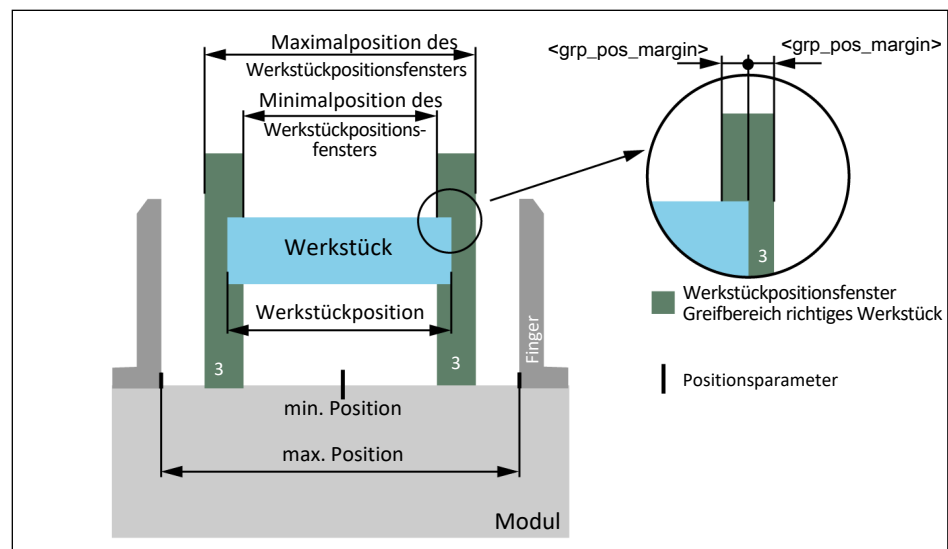 Maximalposition des
Werkstückpositionsfensters
Minimalposition des
Werkstückpositions-
fensters
Werkstück
Werkstückposition
3
3
Finger
min. Position
max. Position
Modul
<grp_pos_margin>
<grp_pos_margin>
3
Werkstückpositionsfenster
Greifbereich richtiges Werkstück
Positionsparameter